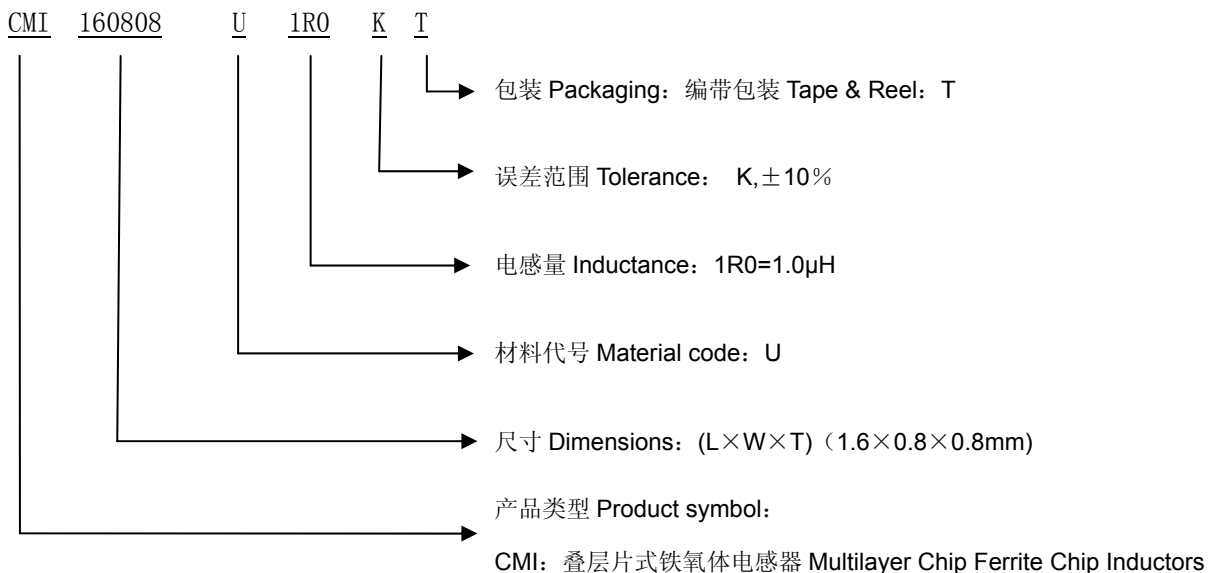 CMI 160808 U 1R0 K T
包装 Packaging：编带包装 Tape & Reel：T
误差范围 Tolerance： K,±10％
电感量 Inductance：1R0=1.0μH
材料代号 Material code：U
尺寸 Dimensions：(L×W×T)（1.6×0.8×0.8mm)
产品类型 Product symbol：
CMI：叠层片式铁氧体电感器 Multilayer Chip Ferrite Chip Inductors